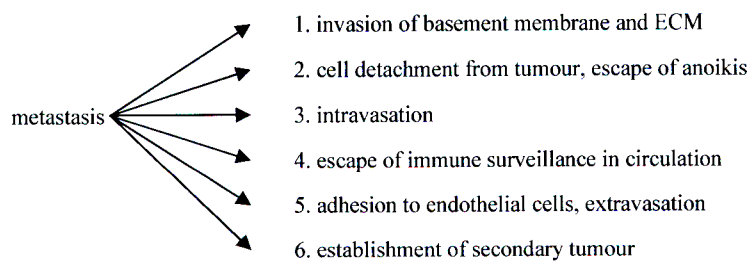 1. invasion of basement membrane and ECM
2. cell detachment from tumour, escape of anoikis
metastasis
3. intravasation
4. escape of immune surveillance in circulation
5. adhesion to endothelial cells, extravasation
6. establishment of secondary tumour